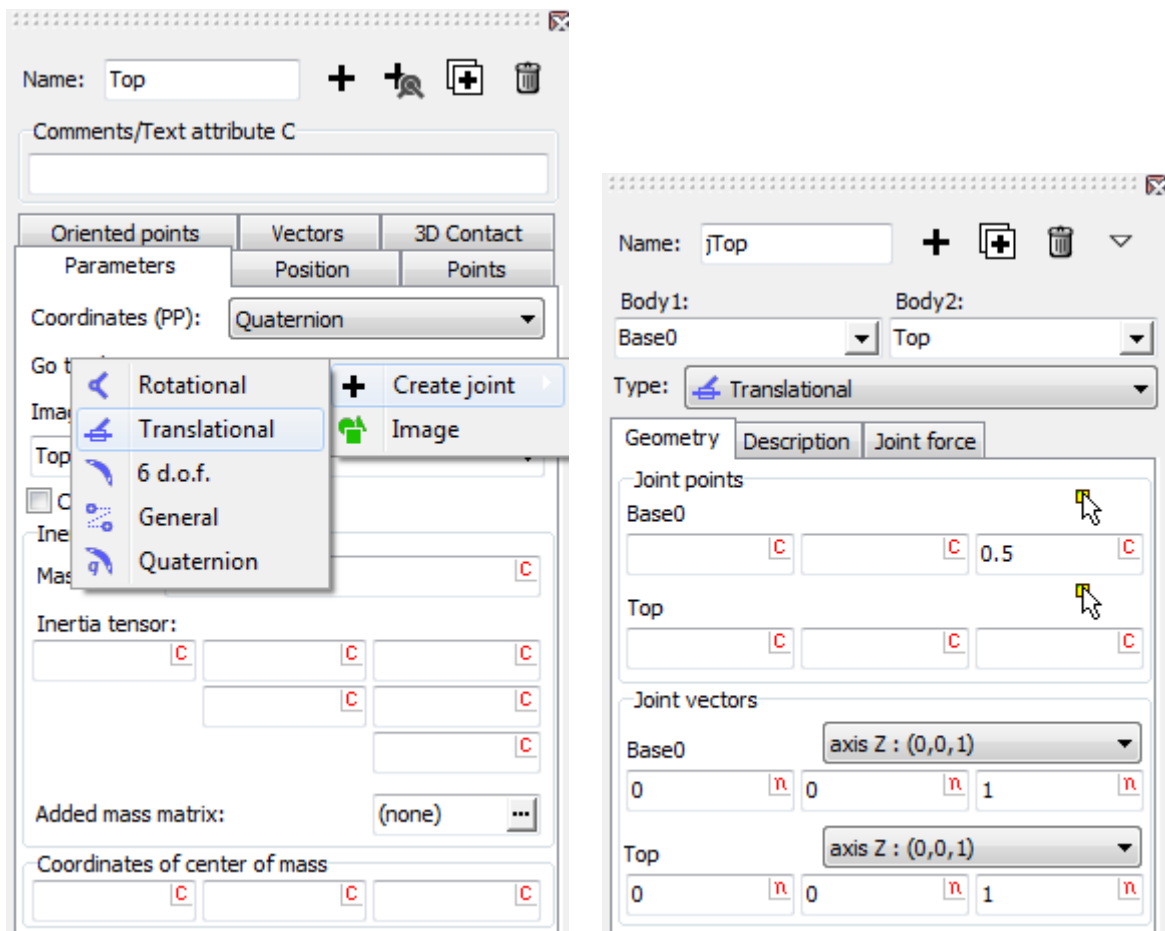 Name: Top
Comments/Text attribute C
Oriented points Vectors 3D Contact
Parameters Position Points
Coordinates (PP): Quaternion
Go t
Rotational
Create joint
Ima
Translational
Image
Top
6 d.o.f.
C
General
Ine
Quaternion
Mas C
Inertia tensor:
C C C
C C
C
Added mass matrix: (none) ...
Coordinates of center of mass
C C C
Name: jTop
Body1: Body2:
Base0 Top
Type: Translational
Geometry Description Joint force
Joint points
Base0
C C 0.5 C
Top
C C C
Joint vectors
Base0 axis Z : (0,0,1)
0 n 0 n 1 n
Top axis Z : (0,0,1)
0 n 0 n 1 n